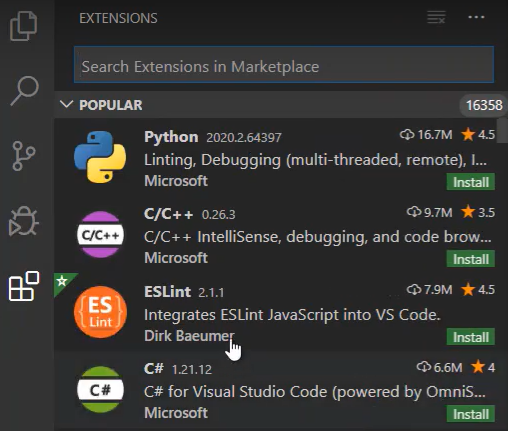 EXTENSIONS
Search Extensions in Marketplace
POPULAR 16358
Python 2020.2.64397 16.7M 4.5
Linting, Debugging (multi-threaded, remote), I...
Microsoft Install
C/C++
C/C++ 0.26.3 9.7M 3.5
C/C++ IntelliSense, debugging, and code brow...
Microsoft Install
ES
Lint
ESLint 2.1.1 7.9M 4.5
Integrates ESLint JavaScript into VS Code.
Dirk Baeumer Install
C#
C# 1.21.12 6.6M 4
C# for Visual Studio Code (powered by OmniS...
Microsoft Install